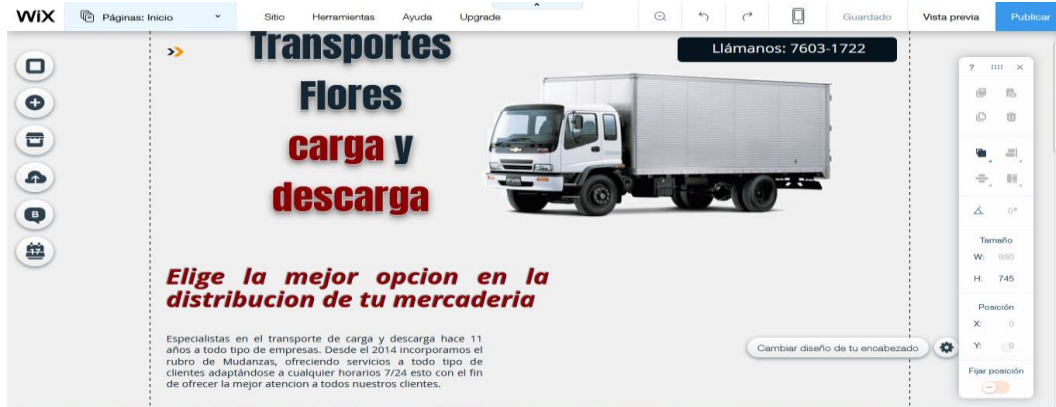 WiX
Páginas: Inicio
Sitio
Herramientas
Ayuda
Upgrade
Guardado
Vista previa
Publicar
Transportes
Flores
carga y
descarga
Llámanos: 7603-1722
Elige la mejor opcion en la
distribucion de tu mercaderia
Especialistas en el transporte de carga y descarga hace 11
años a todo tipo de empresas. Desde el 2014 incorporamos el
rubro de Mudanzas, ofreciendo servicios a todo tipo de
clientes adaptándose a cualquier horarios 7/24 esto con el fin
de ofrecer la mejor atencion a todos nuestros clientes.
Cambiar diseño de tu encabezado
?
0°
Tamaño
W: 980
H: 745
Posición
X: 0
Y: 0
Fijar posición
B
17